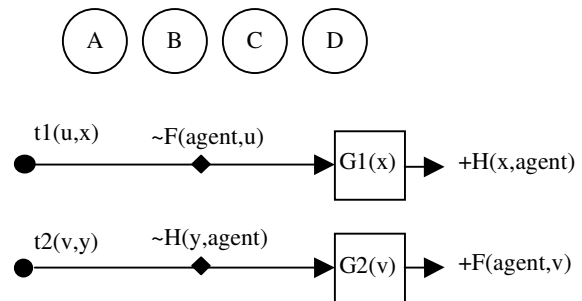 A B C D
t1(u,x) ~F(agent,u) G1(x) +H(x,agent)
t2(v,y) ~H(y,agent) G2(v) +F(agent,v)